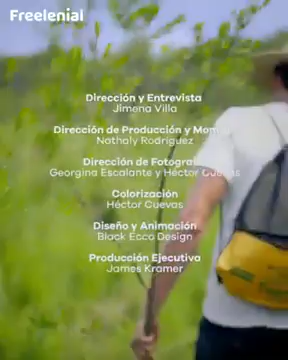 Freelenial
Dirección y Entrevista
Jimena Villa
Dirección de Producción y
Nathaly Rodríguez
Dirección de
Georgina Escalante y Héctor Cuevas
Colorización
Héctor Cuevas
Diseño y Animación
Black Ecco Design
Producción Ejecutiva
James Kramer